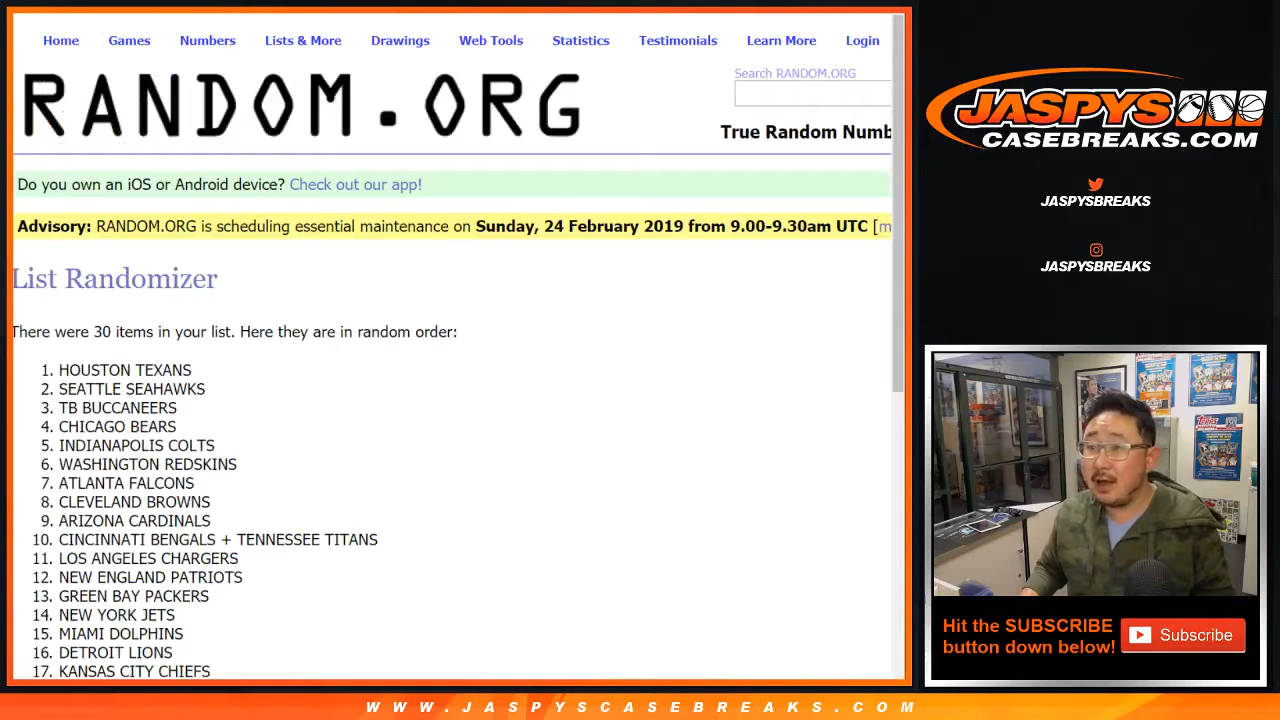 Home Games Numbers Lists & More Drawings Web Tools Statistics Testimonials Learn More Login
RANDOM.ORG
Search RANDOM.ORG
True Random Numb
Do you own an iOS or Android device? Check out our app!
Advisory: RANDOM.ORG is scheduling essential maintenance on Sunday, 24 February 2019 from 9.00-9.30am UTC [m
List Randomizer
There were 30 items in your list. Here they are in random order:
1. HOUSTON TEXANS
2. SEATTLE SEAHAWKS
3. TB BUCCANEERS
4. CHICAGO BEARS
5. INDIANAPOLIS COLTS
6. WASHINGTON REDSKINS
7. ATLANTA FALCONS
8. CLEVELAND BROWNS
9. ARIZONA CARDINALS
10. CINCINNATI BENGALS + TENNESSEE TITANS
11. LOS ANGELES CHARGERS
12. NEW ENGLAND PATRIOTS
13. GREEN BAY PACKERS
14. NEW YORK JETS
15. MIAMI DOLPHINS
16. DETROIT LIONS
17. KANSAS CITY CHIEFS
JASPYS
CASEBREAKS.COM
JASPYSBREAKS
JASPYSBREAKS
Topps
Hit the SUBSCRIBE
button down below!
Subscribe
WWW.JASPYSCASEBREAKS.COM